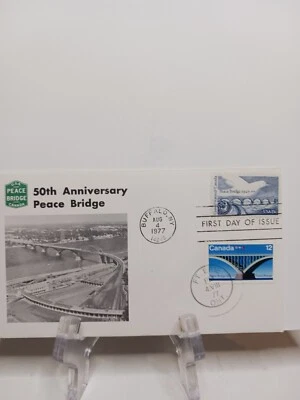 PEACE
BRIDGE
50th Anniversary
Peace Bridge
BUFFALO, NY
AUG
4
1977
FIRST DAY OF ISSUE
Canada 12